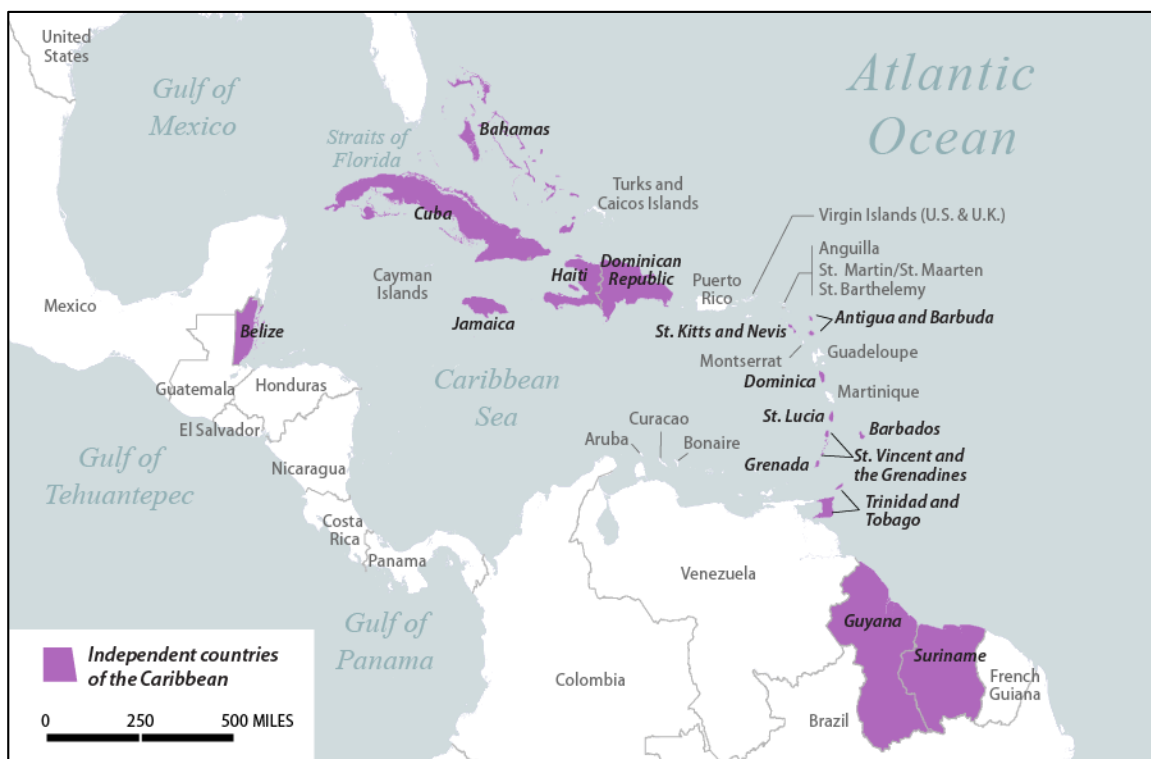 United
States
Gulf of
Mexico
Atlantic
Ocean
Straits of
Florida
Bahamas
Turks and
Caicos Islands
Cuba
Virgin Islands (U.S. & U.K.)
Anguilla
St. Martin/St. Maarten
St. Barthelemy
Cayman
Islands
Haiti
Dominican
Republic
Puerto
Rico
Mexico
Belize
Jamaica
St. Kitts and Nevis
Antigua and Barbuda
Montserrat
Guadeloupe
Guatemala
Honduras
Caribbean
Sea
Dominica
Martinique
El Salvador
St. Lucia
Barbados
Curacao
Aruba
Bonaire
Grenada
St. Vincent and
the Grenadines
Gulf of
Tehuantepec
Nicaragua
Trinidad and
Tobago
Costa
Rica
Panama
Venezuela
Gulf of
Panama
Guyana
Suriname
Colombia
French
Guiana
Brazil
Independent countries
of the Caribbean
0 250 500 MILES